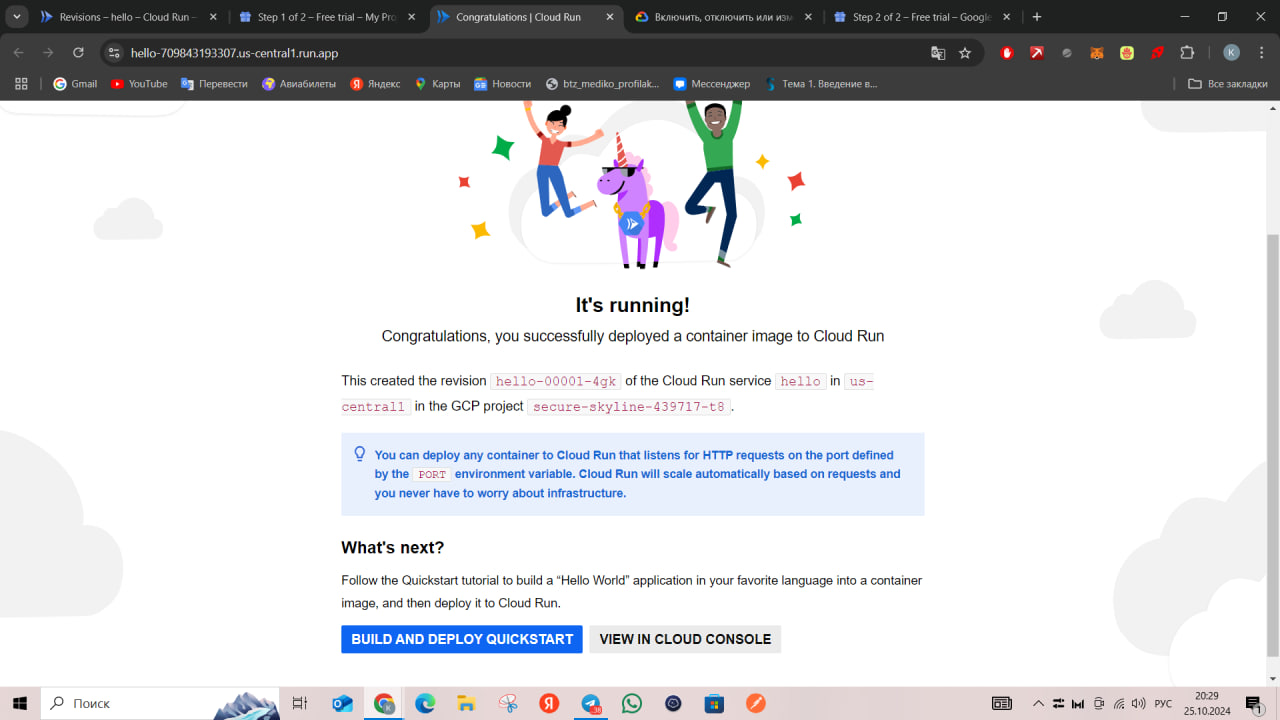 Revisions – hello – Cloud Run –
Step 1 of 2 – Free trial – My Pro
Congratulations | Cloud Run
Включить, отключить или изм
Step 2 of 2 – Free trial – Google
hello-709843193307.us-central1.run.app
K
Gmail
YouTube
Перевести
Авиабилеты
Яндекс
Карты
Новости
btz_mediko_profilak...
Мессенджер
Тема 1. Введение в...
Все закладки
It's running!
Congratulations, you successfully deployed a container image to Cloud Run
This created the revision hello-00001-4gk of the Cloud Run service hello in us-
central1 in the GCP project secure-skyline-439717-t8.
You can deploy any container to Cloud Run that listens for HTTP requests on the port defined
by the PORT environment variable. Cloud Run will scale automatically based on requests and
you never have to worry about infrastructure.
What's next?
Follow the Quickstart tutorial to build a “Hello World” application in your favorite language into a container
image, and then deploy it to Cloud Run.
BUILD AND DEPLOY QUICKSTART
VIEW IN CLOUD CONSOLE
Поиск
38
РУС
20:29
25.10.2024
1